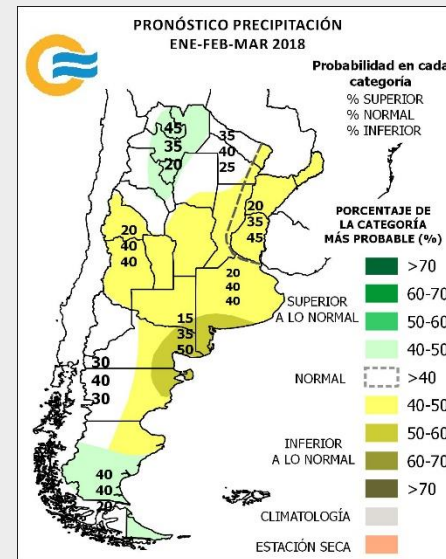 PRONÓSTICO PRECIPITACIÓN
ENE-FEB-MAR 2018
Probabilidad en cada
categoría
% SUPERIOR
% NORMAL
% INFERIOR
45
35
20
35
40
25
20
35
45
20
40
40
20
40
40
15
35
50
30
40
30
40
40
20
PORCENTAJE DE
LA CATEGORÍA
MÁS PROBABLE (%)
SUPERIOR
A LO NORMAL
>70
60-70
50-60
40-50
NORMAL
>40
INFERIOR
A LO NORMAL
40-50
50-60
60-70
>70
CLIMATOLOGÍA
ESTACIÓN SECA